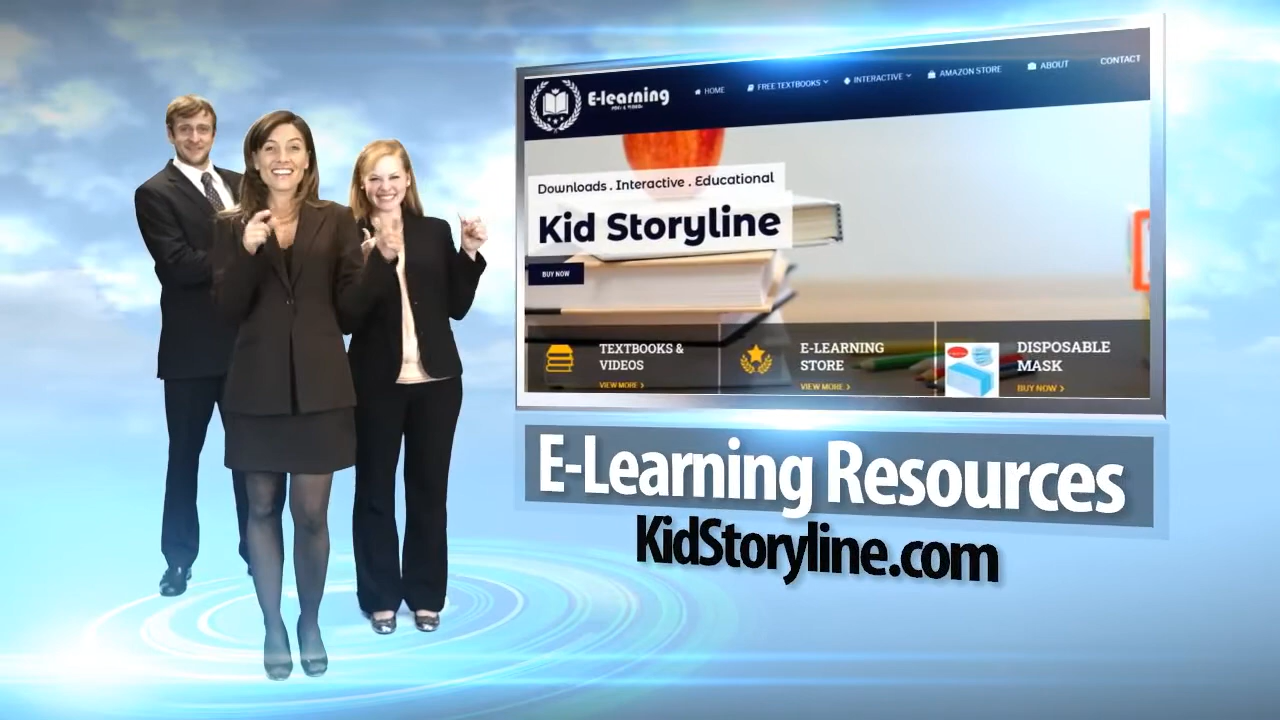 E-learning
HOME
FREE TEXTBOOKS
INTERACTIVE
AMAZON STORE
ABOUT
CONTACT
Downloads . Interactive . Educational
Kid Storyline
BUY NOW
TEXTBOOKS &
VIDEOS
VIEW MORE
E-LEARNING
STORE
VIEW MORE
DISPOSABLE
MASK
BUY NOW
E-Learning Resources
KidStoryline.com